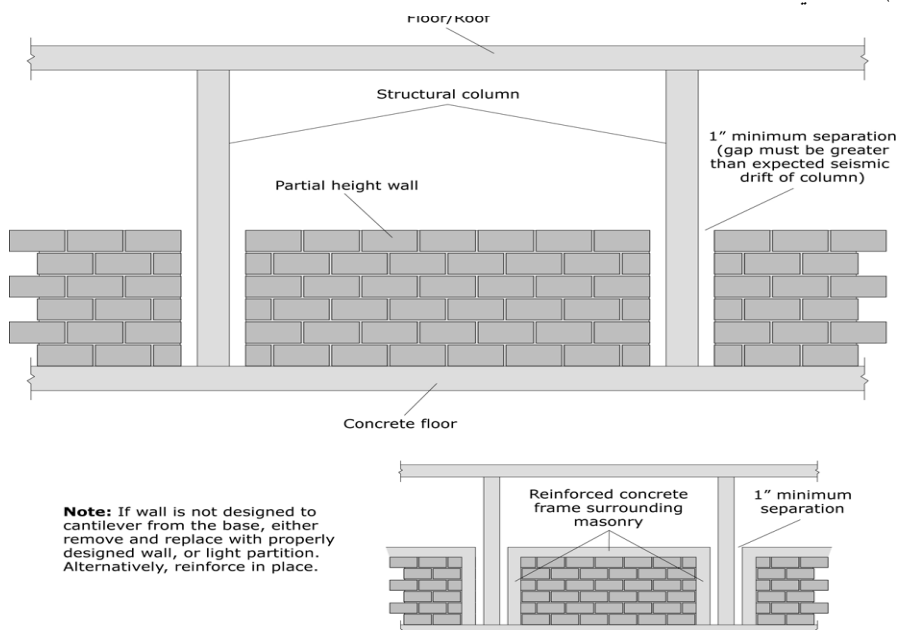 Floor/Roof
Structural column
1” minimum separation
(gap must be greater
than expected seismic
drift of column)
Partial height wall
Concrete floor
Note: If wall is not designed to
cantilever from the base, either
remove and replace with properly
designed wall, or light partition.
Alternatively, reinforce in place.
Reinforced concrete
frame surrounding
masonry
1” minimum
separation